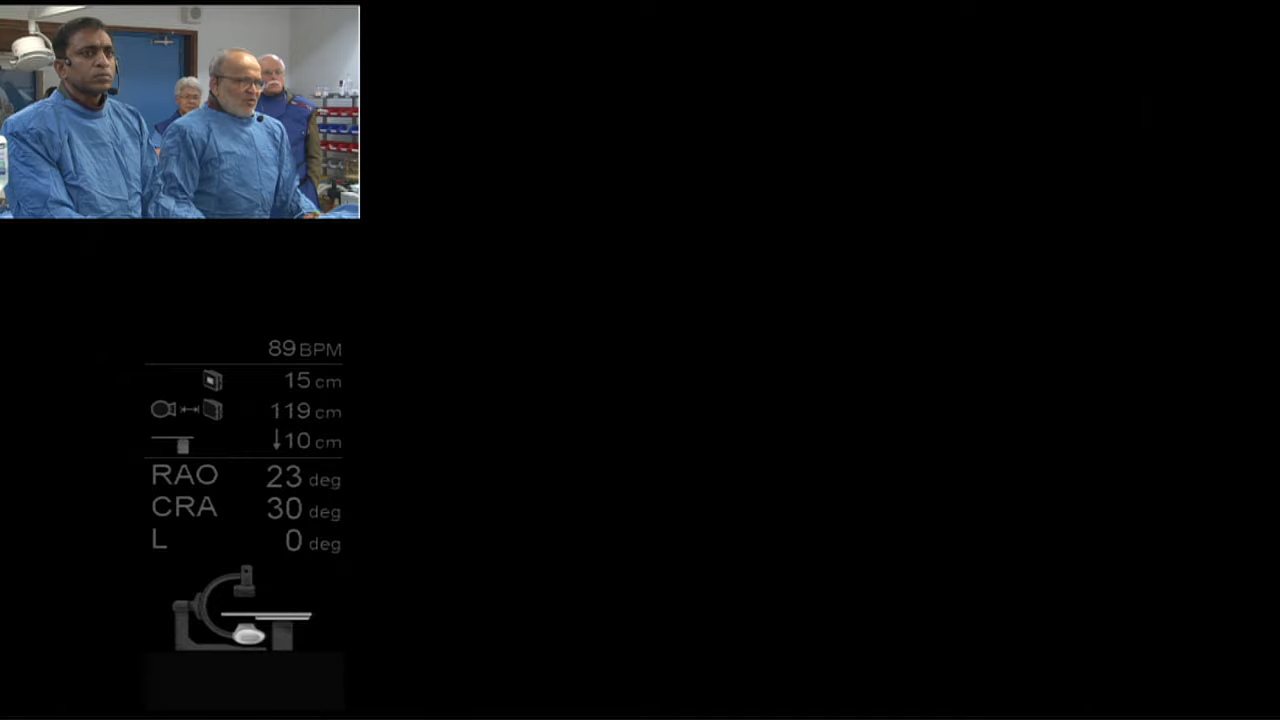 89 BPM
15 cm
119 cm
↓10 cm
RAO 23 deg
CRA 30 deg
L 0 deg